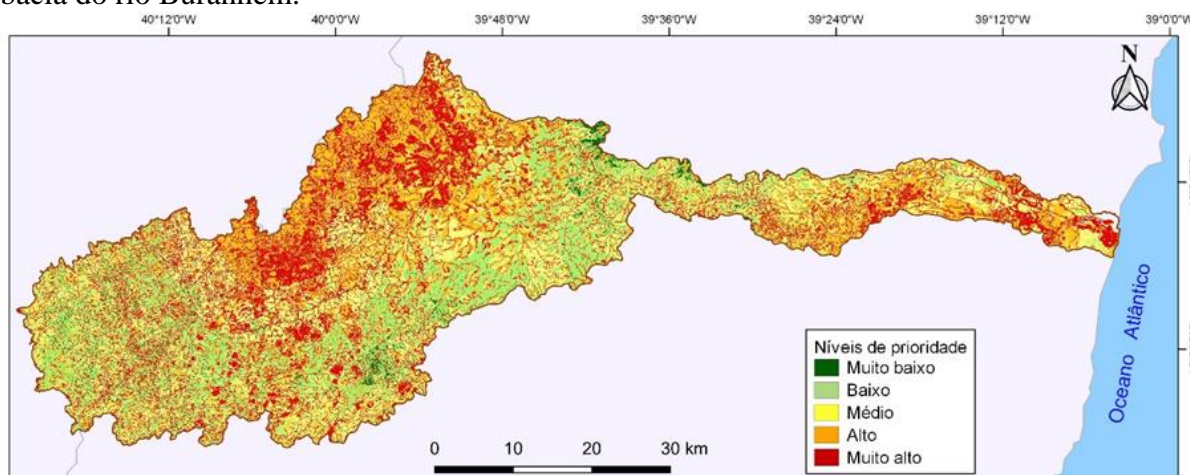 bacia do rio Buranhém.
40°12'0"W 40°0'0"W 39°48'0"W 39°36'0"W 39°24'0"W 39°12'0"W 39°0'0"W
N
Níveis de prioridade
Muito baixo
Baixo
Médio
Alto
Muito alto
0 10 20 30 km
Oceano Atlântico